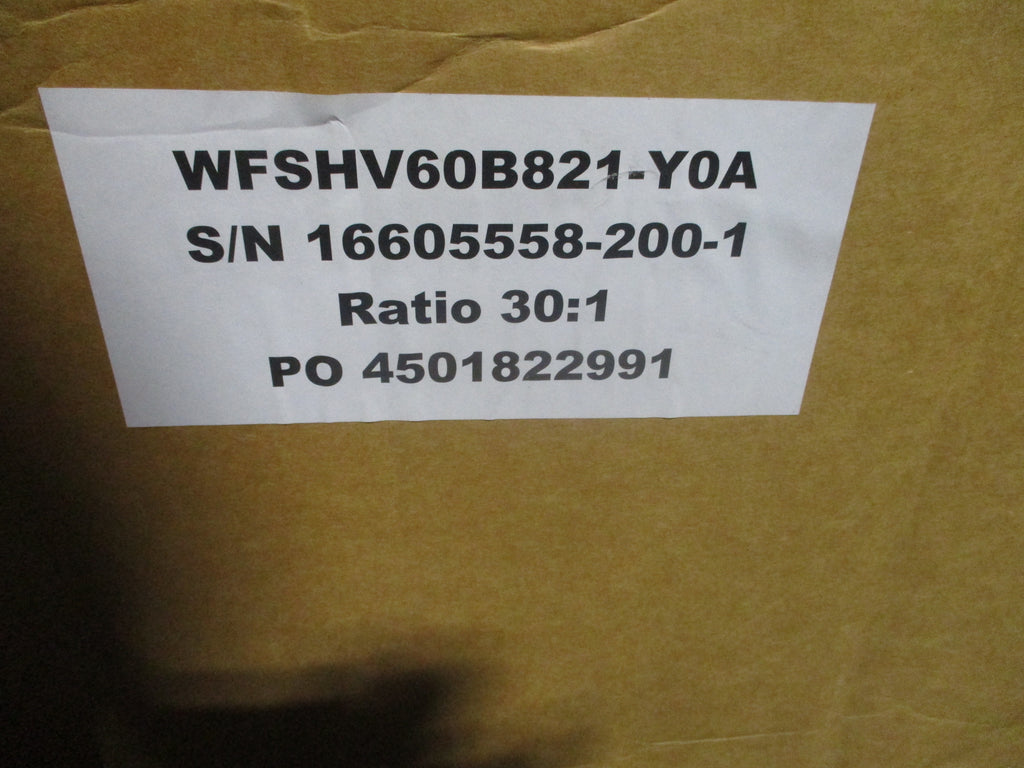 WFSHV60B821-Y0A
S/N 16605558-200-1
Ratio 30:1
PO 4501822991